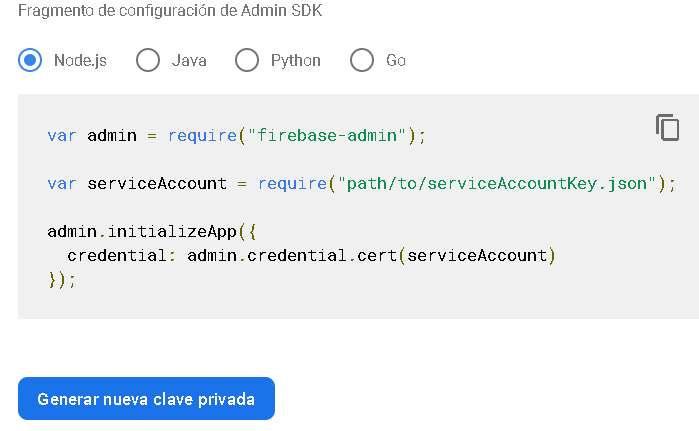 Fragmento de configuración de Admin SDK
Node.js Java Python Go
var admin = require("firebase-admin");
var serviceAccount = require("path/to/serviceAccountKey.json");
admin.initializeApp({
  credential: admin.credential.cert(serviceAccount)
});
Generar nueva clave privada